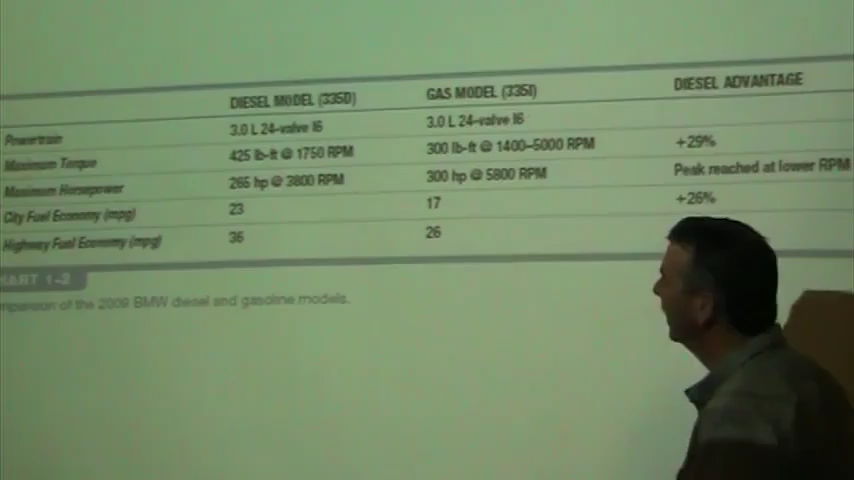 DIESEL MODEL (335D) GAS MODEL (335I) DIESEL ADVANTAGE
Powertrain 3.0 L 24-valve I6 3.0 L 24-valve I6
Maximum Torque 425 lb-ft @ 1750 RPM 300 lb-ft @ 1400–5000 RPM +29%
Maximum Horsepower 265 hp @ 3800 RPM 300 hp @ 5800 RPM Peak reached at lower RPM
City Fuel Economy (mpg) 23 17 +26%
Highway Fuel Economy (mpg) 36 26
HART 1–2
mparison of the 2009 BMW diesel and gasoline models.